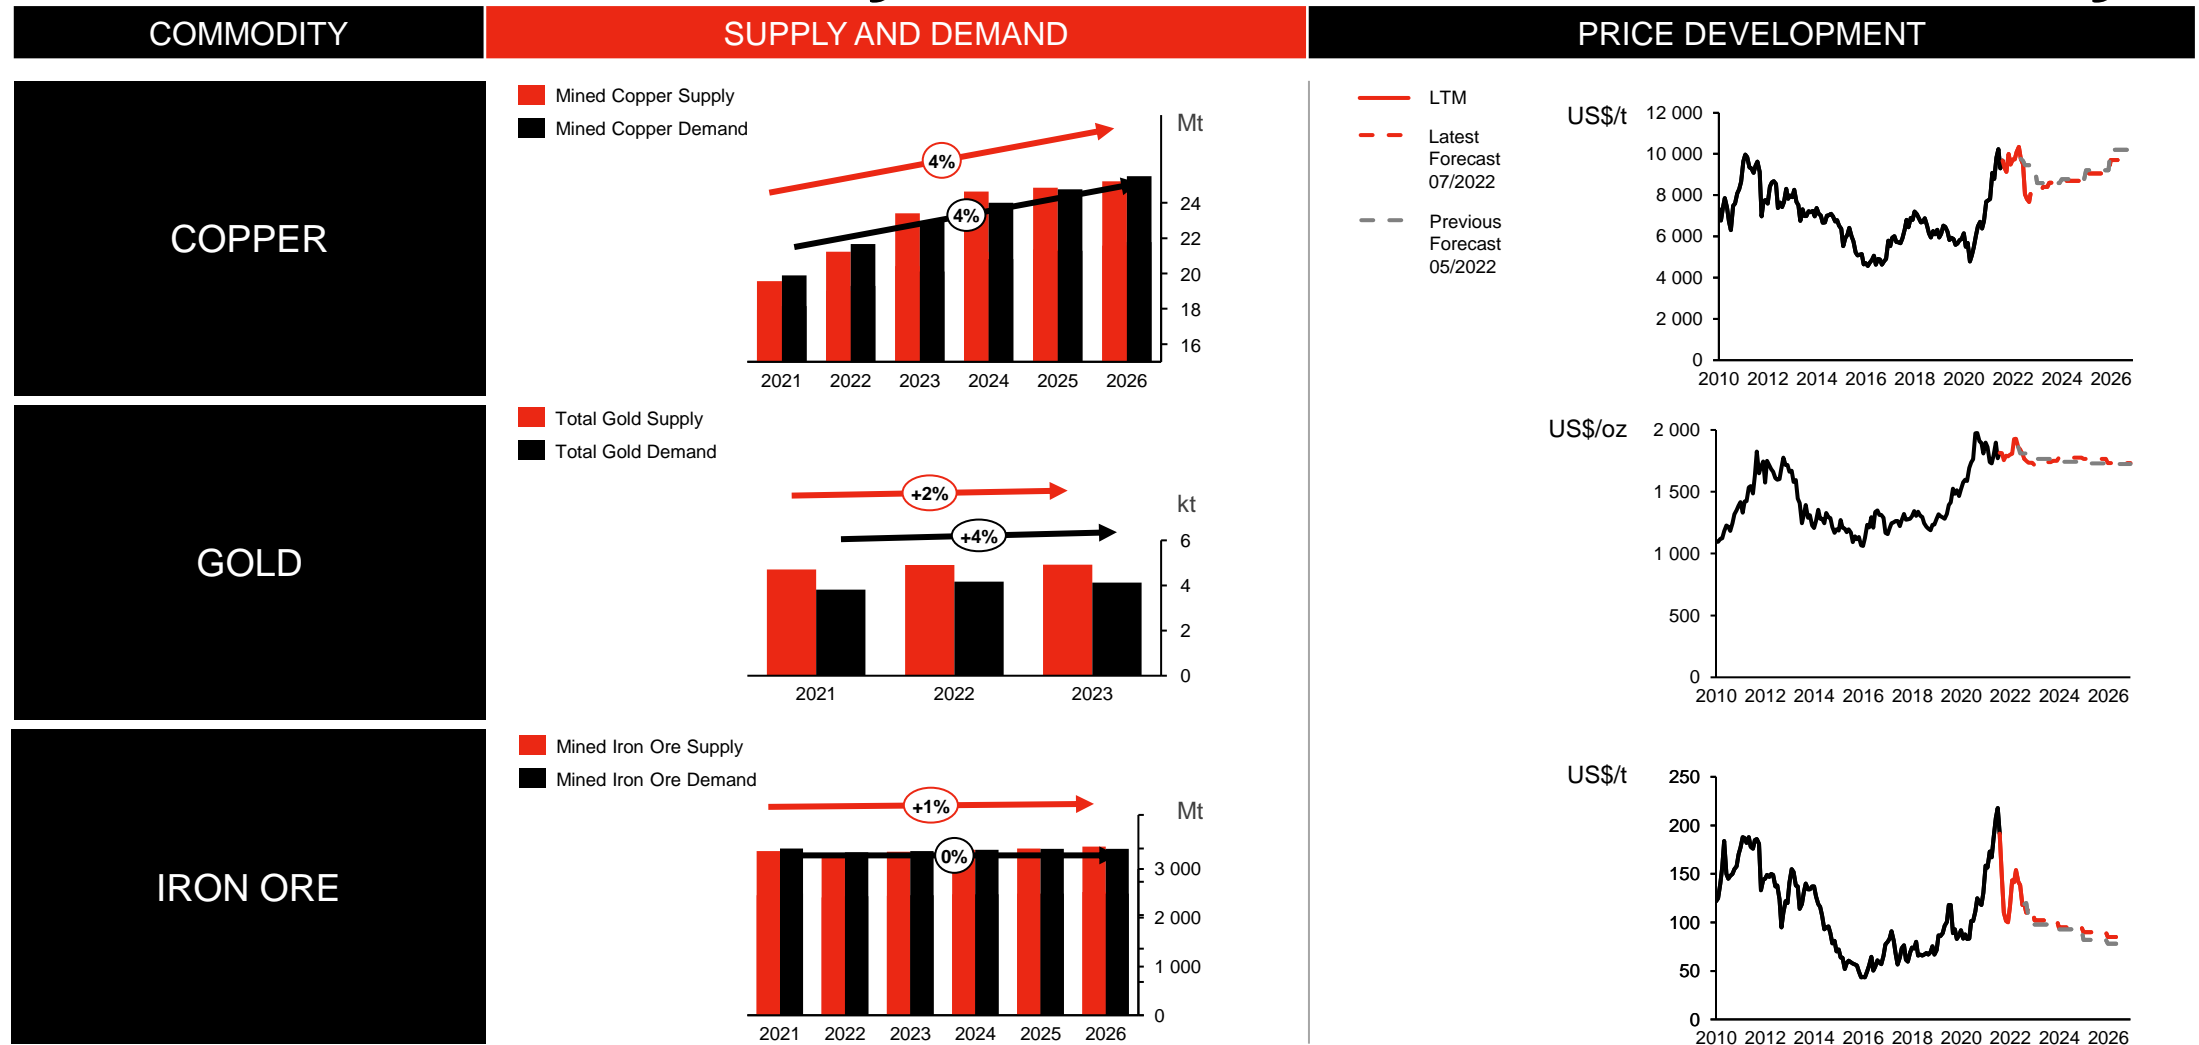 COMMODITY
SUPPLY AND DEMAND
PRICE DEVELOPMENT
COPPER
Mined Copper Supply
Mined Copper Demand
Mt
4%
4%
24
22
20
18
16
2021 2022 2023 2024 2025 2026
LTM
Latest
Forecast
07/2022
Previous
Forecast
05/2022
US$/t
12 000
10 000
8 000
6 000
4 000
2 000
0
2010 2012 2014 2016 2018 2020 2022 2024 2026
GOLD
Total Gold Supply
Total Gold Demand
+2%
+4%
kt
6
4
2
0
2021 2022 2023
US$/oz
2 000
1 500
1 000
500
0
2010 2012 2014 2016 2018 2020 2022 2024 2026
IRON ORE
Mined Iron Ore Supply
Mined Iron Ore Demand
+1%
0%
Mt
3 000
2 000
1 000
0
2021 2022 2023 2024 2025 2026
US$/t
250
200
150
100
50
0
2010 2012 2014 2016 2018 2020 2022 2024 2026